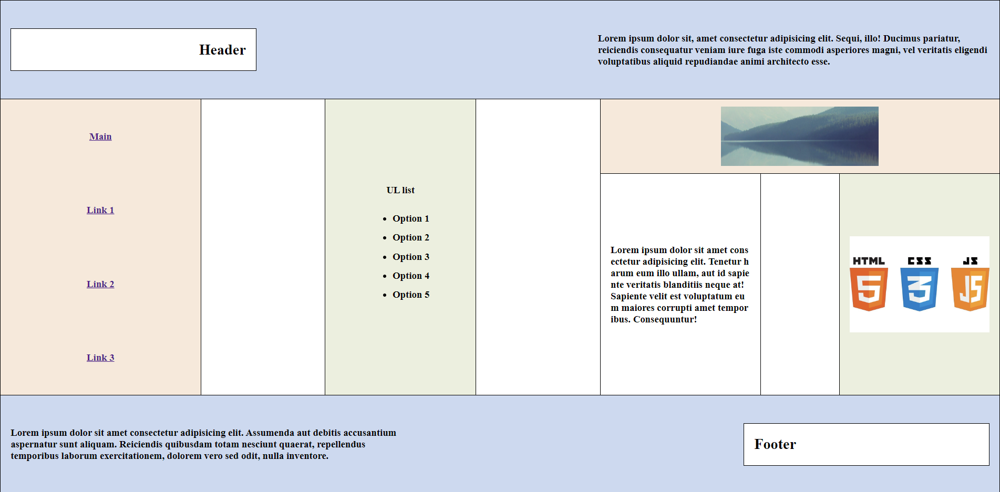 Header
Lorem ipsum dolor sit, amet consectetur adipisicing elit. Sequi, illo! Ducimus pariatur,
reiciendis consequatur veniam iure fuga iste commodi asperiores magni, vel veritatis eligendi
voluptatibus aliquid repudiandae animi architecto esse.
Main
Link 1
Link 2
Link 3
UL list
Option 1
Option 2
Option 3
Option 4
Option 5
Lorem ipsum dolor sit amet cons
ectetur adipisicing elit. Tenetur h
arum eum illo ullam, aut id sapie
nte veritatis blanditiis neque at!
Sapiente velit est voluptatum eu
m maiores corrupti amet tempor
ibus. Consequuntur!
HTML CSS JS
5 3 JS
Lorem ipsum dolor sit amet consectetur adipisicing elit. Assumenda aut debitis accusantium
aspernatur sunt aliquam. Reiciendis quibusdam totam nesciunt quaerat, repellendus
temporibus laborum exercitationem, dolorem vero sed odit, nulla inventore.
Footer